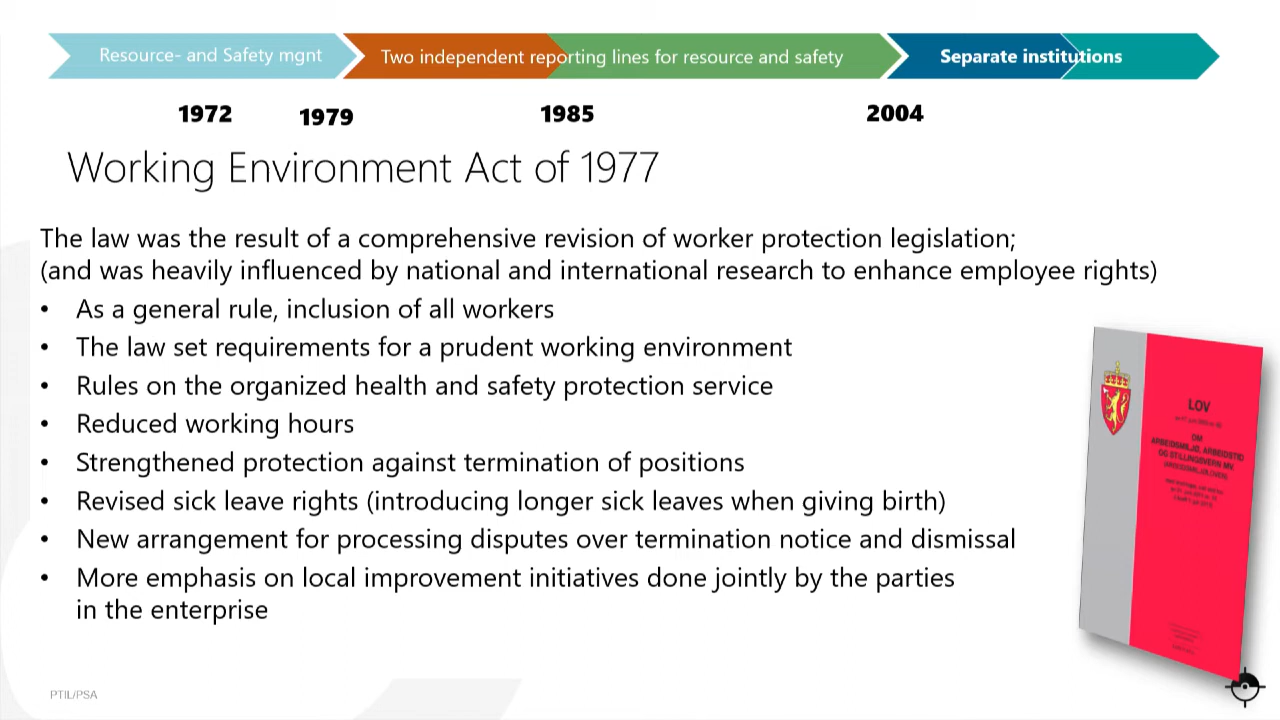 Resource- and Safety mgnt
Two independent reporting lines for resource and safety
Separate institutions
1972
1979
1985
2004
Working Environment Act of 1977
The law was the result of a comprehensive revision of worker protection legislation;
(and was heavily influenced by national and international research to enhance employee rights)
• As a general rule, inclusion of all workers
• The law set requirements for a prudent working environment
• Rules on the organized health and safety protection service
• Reduced working hours
• Strengthened protection against termination of positions
• Revised sick leave rights (introducing longer sick leaves when giving birth)
• New arrangement for processing disputes over termination notice and dismissal
• More emphasis on local improvement initiatives done jointly by the parties
in the enterprise
LOV
OM
ARBEIDSMILJØ, ARBEIDSTID
OG STILLINGSVERN MV.
PTIL/PSA